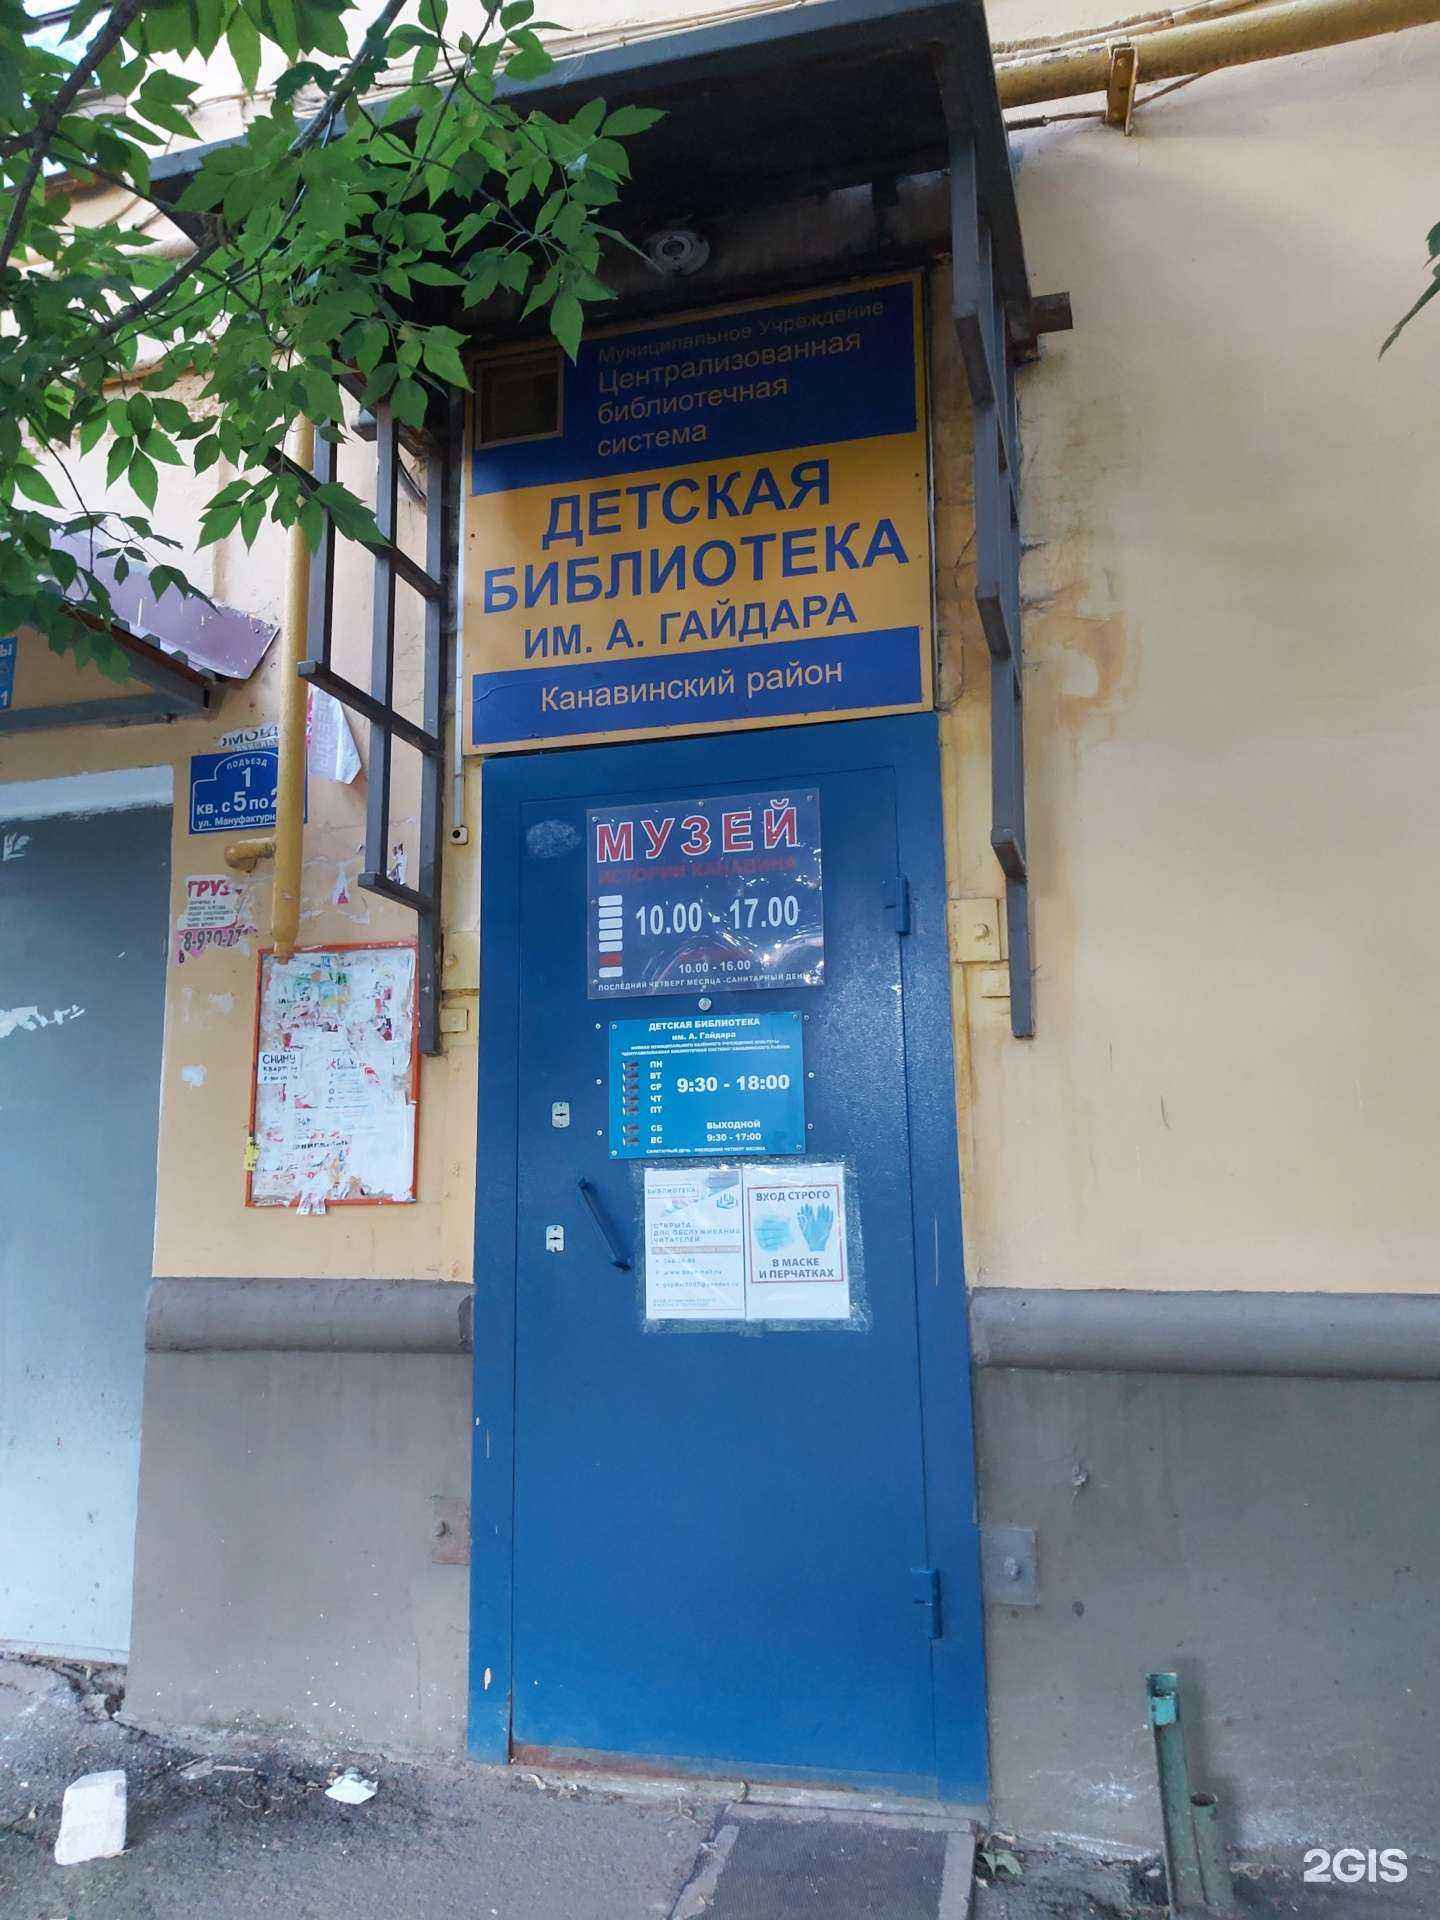 Муниципальное Учреждение
Централизованная
библиотечная
система
ДЕТСКАЯ
БИБЛИОТЕКА
ИМ. А. ГАЙДАРА
Канавинский район
ПОДЪЕЗД
1
КВ. С 5 ПО
ул. Мануфактурн
МУЗЕЙ
ИСТОРИИ КАНАВИНА
10.00 - 17.00
10.00 - 16.00
ПОСЛЕДНИЙ ЧЕТВЕРГ МЕСЯЦА - САНИТАРНЫЙ ДЕНЬ
ДЕТСКАЯ БИБЛИОТЕКА
им. А. Гайдара
ПН
ВТ
СР
ЧТ
ПТ
9:30 - 18:00
СБ ВЫХОДНОЙ
ВС 9:30 - 17:00
БИБЛИОТЕКА
ОТКРЫТА
ДЛЯ ОБСЛУЖИВАНИЯ
ЧИТАТЕЛЕЙ
ВХОД СТРОГО
В МАСКЕ
И ПЕРЧАТКАХ
СНИМУ
ГРУЗ
2GIS